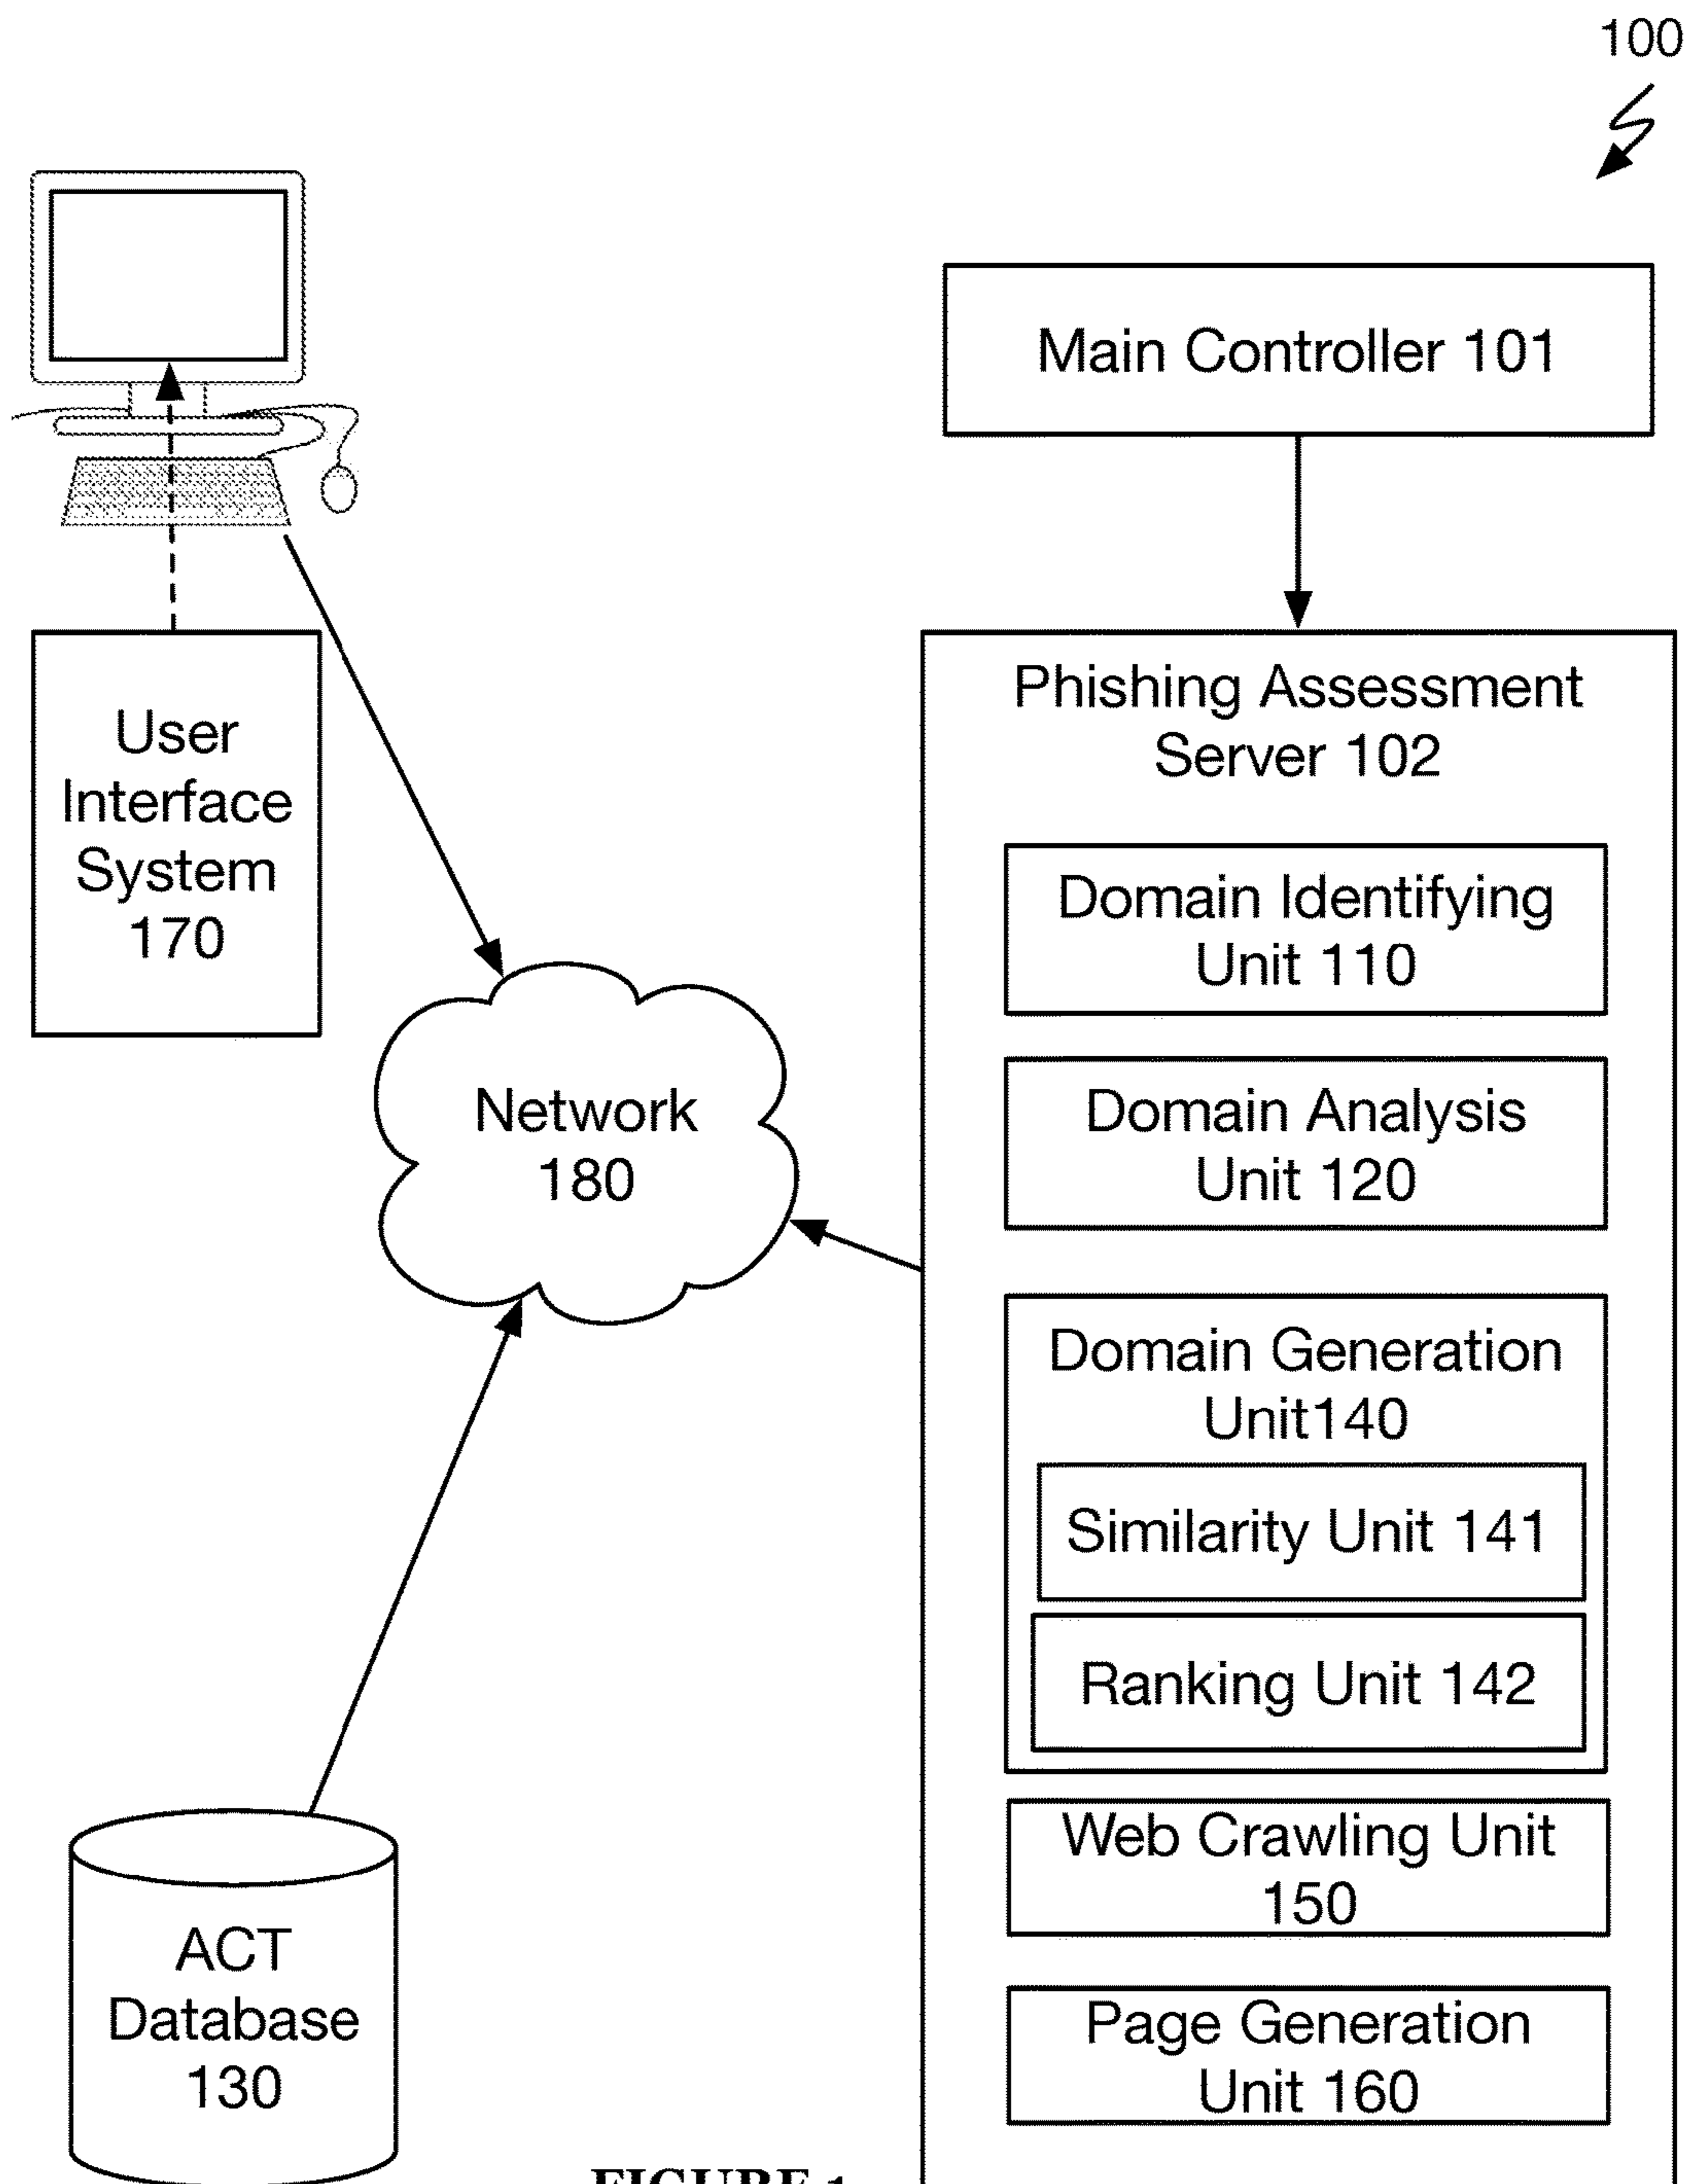 100
Main Controller 101
User
Interface
System
170
Phishing Assessment
Server 102
Domain Identifying
Unit 110
Domain Analysis
Unit 120
Network
180
Domain Generation
Unit140
Similarity Unit 141
Ranking Unit 142
Web Crawling Unit
150
Page Generation
Unit 160
ACT
Database
130
FIGURE 1